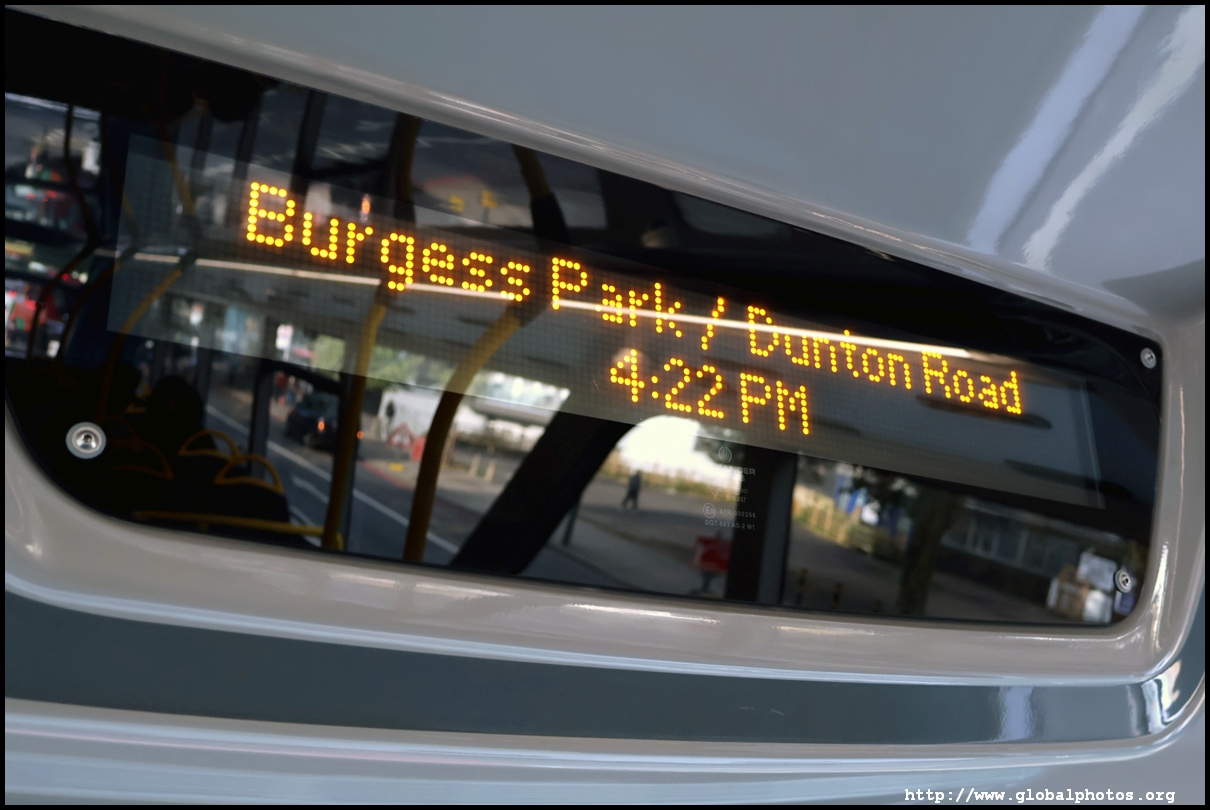 Burgess Park / Dunton Road
4:22 PM
http://www.globalphotos.org